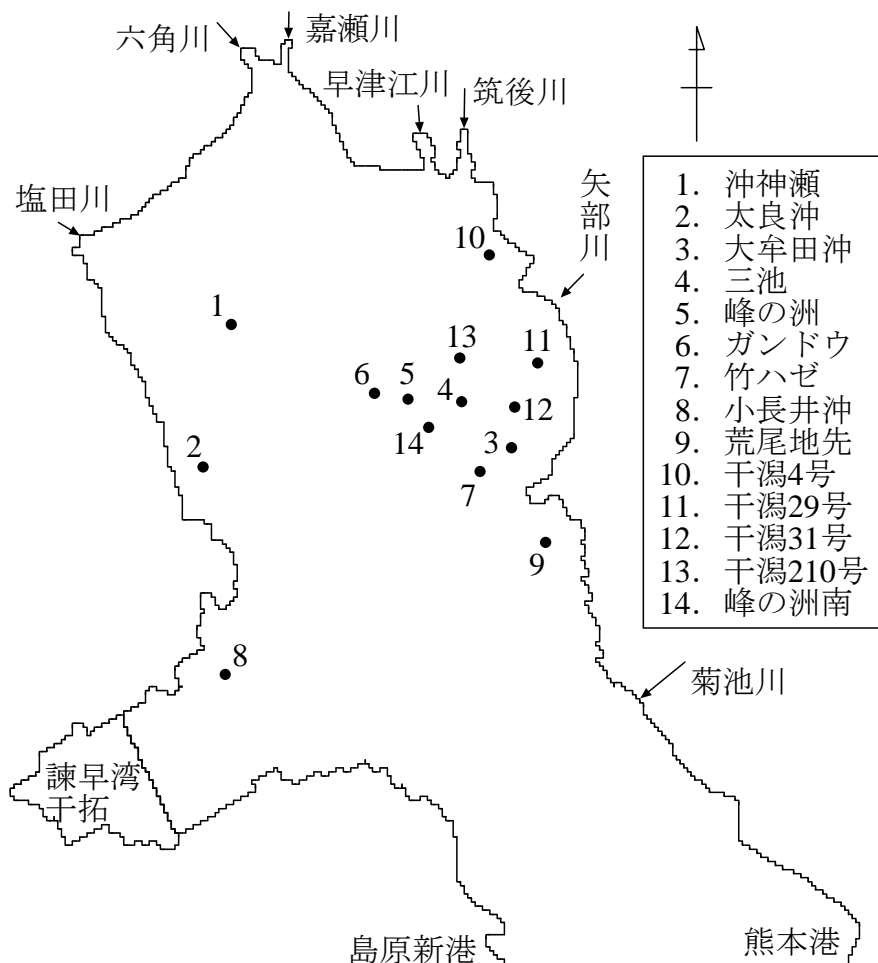 六角川
嘉瀬川
早津江川
筑後川
塩田川
矢部川
10
1
13
11
6
5
4
12
14
3
2
7
9
8
1. 沖神瀬
2. 太良沖
3. 大牟田沖
4. 三池
5. 峰の洲
6. ガンドウ
7. 竹ハゼ
8. 小長井沖
9. 荒尾地先
10. 干潟4号
11. 干潟29号
12. 干潟31号
13. 干潟210号
14. 峰の洲南
菊池川
諫早湾
干拓
島原新港
熊本港